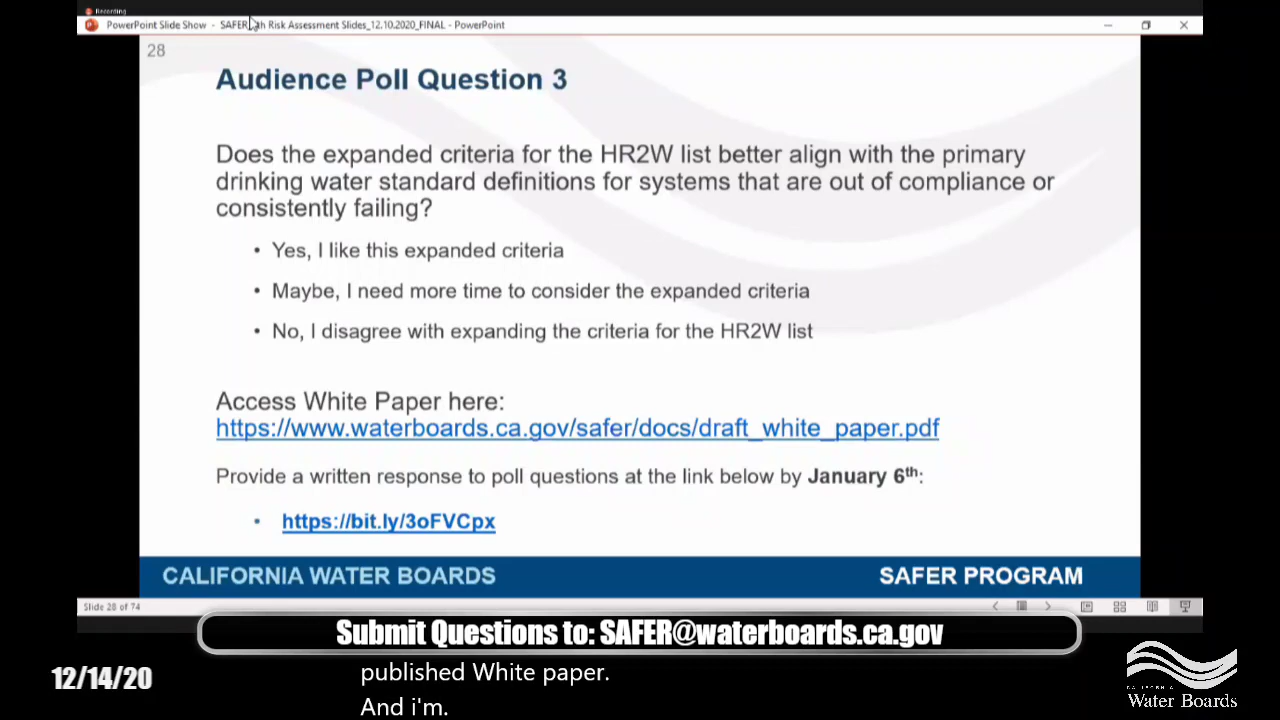 Recording
PowerPoint Slide Show - SAFER th Risk Assessment Slides_12.10.2020_FINAL - PowerPoint
28
Audience Poll Question 3
Does the expanded criteria for the HR2W list better align with the primary
drinking water standard definitions for systems that are out of compliance or
consistently failing?
• Yes, I like this expanded criteria
• Maybe, I need more time to consider the expanded criteria
• No, I disagree with expanding the criteria for the HR2W list
Access White Paper here:
https://www.waterboards.ca.gov/safer/docs/draft_white_paper.pdf
Provide a written response to poll questions at the link below by January 6th:
• https://bit.ly/3oFVCpx
CALIFORNIA WATER BOARDS SAFER PROGRAM
Slide 28 of 74
Submit Questions to: SAFER@waterboards.ca.gov
published White paper.
And i'm.
12/14/20
CALIFORNIA
Water Boards